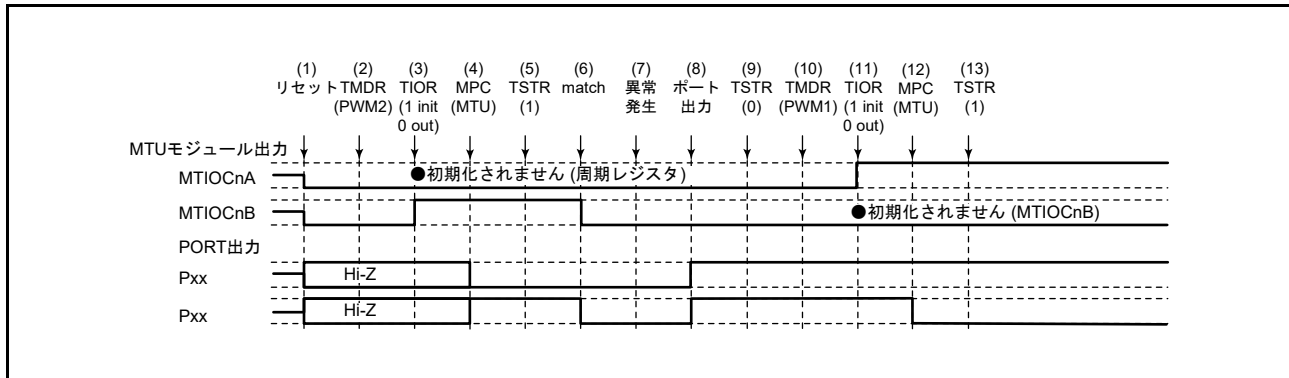 (1) (2) (3) (4) (5) (6) (7) (8) (9) (10) (11) (12) (13)
リセット TMDR TIOR MPC TSTR match 異常 ポート TSTR TMDR TIOR MPC TSTR
(PWM2) (1 init (MTU) (1) 発生 出力 (0) (PWM1) (1 init (MTU) (1)
0 out) 0 out)
MTUモジュール出力
MTIOCnA ●初期化されません (周期レジスタ)
MTIOCnB ●初期化されません (MTIOCnB)
PORT出力
Pxx Hi-Z
Pxx Hi-Z